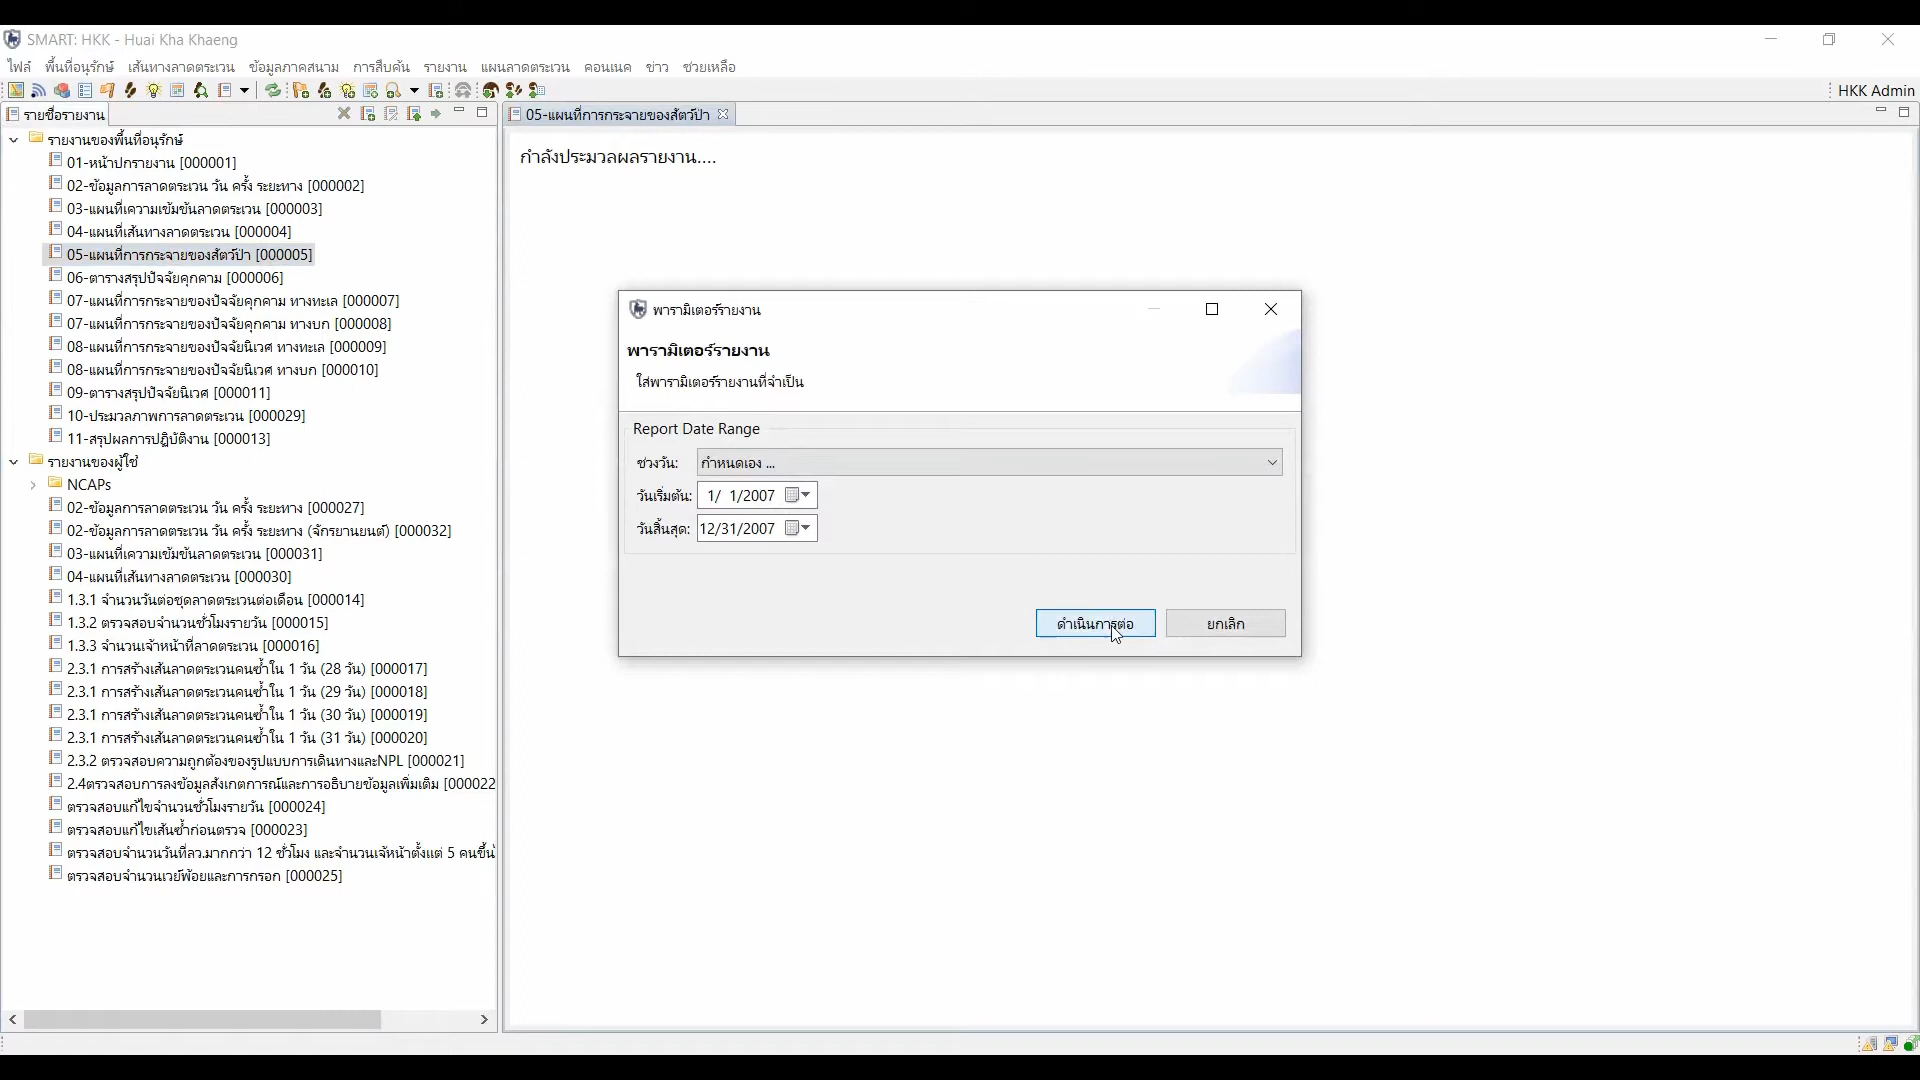 SMART: HKK - Huai Kha Khaeng
ไฟล์ พื้นที่อนุรักษ์ เส้นทางลาดตระเวน ข้อมูลภาคสนาม การสืบค้น รายงาน แผนลาดตระเวน คอนเนค ข่าว ช่วยเหลือ
HKK Admin
รายชื่อรายงาน
รายงานของพื้นที่อนุรักษ์
01-หน้าปกรายงาน [000001]
02-ข้อมูลการลาดตระเวน วัน ครั้ง ระยะทาง [000002]
03-แผนที่ความเข้มข้นลาดตระเวน [000003]
04-แผนที่เส้นทางลาดตระเวน [000004]
05-แผนที่การกระจายของสัตว์ป่า [000005]
06-ตารางสรุปปัจจัยคุกคาม [000006]
07-แผนที่การกระจายของปัจจัยคุกคาม ทางทะเล [000007]
07-แผนที่การกระจายของปัจจัยคุกคาม ทางบก [000008]
08-แผนที่การกระจายของปัจจัยนิเวศ ทางทะเล [000009]
08-แผนที่การกระจายของปัจจัยนิเวศ ทางบก [000010]
09-ตารางสรุปปัจจัยนิเวศ [000011]
10-ประมวลภาพการลาดตระเวน [000029]
11-สรุปผลการปฏิบัติงาน [000013]
รายงานของผู้ใช้
NCAPs
02-ข้อมูลการลาดตระเวน วัน ครั้ง ระยะทาง [000027]
02-ข้อมูลการลาดตระเวน วัน ครั้ง ระยะทาง (จักรยานยนต์) [000032]
03-แผนที่ความเข้มข้นลาดตระเวน [000031]
04-แผนที่เส้นทางลาดตระเวน [000030]
1.3.1 จำนวนวันต่อชุดลาดตระเวนต่อเดือน [000014]
1.3.2 ตรวจสอบจำนวนชั่วโมงรายวัน [000015]
1.3.3 จำนวนเจ้าหน้าที่ลาดตระเวน [000016]
2.3.1 การสร้างเส้นลาดตระเวนคนซ้ำใน 1 วัน (28 วัน) [000017]
2.3.1 การสร้างเส้นลาดตระเวนคนซ้ำใน 1 วัน (29 วัน) [000018]
2.3.1 การสร้างเส้นลาดตระเวนคนซ้ำใน 1 วัน (30 วัน) [000019]
2.3.1 การสร้างเส้นลาดตระเวนคนซ้ำใน 1 วัน (31 วัน) [000020]
2.3.2 ตรวจสอบความถูกต้องของรูปแบบการเดินทางและNPL [000021]
2.4ตรวจสอบการลงข้อมูลสังเกตการณ์และการอธิบายข้อมูลเพิ่มเติม [000022
ตรวจสอบแก้ไขจำนวนชั่วโมงรายวัน [000024]
ตรวจสอบแก้ไขเส้นซ้ำก่อนตรวจ [000023]
ตรวจสอบจำนวนวันที่ลว.มากกว่า 12 ชั่วโมง และจำนวนเจ้หน้าตั้งแต่ 5 คนขึ้น
ตรวจสอบจำนวนเวย์พ้อยและการกรอก [000025]
05-แผนที่การกระจายของสัตว์ป่า
กำลังประมวลผลรายงาน....
พารามิเตอร์รายงาน
พารามิเตอร์รายงาน
ใส่พารามิเตอร์รายงานที่จำเป็น
Report Date Range
ช่วงวัน: กำหนดเอง ...
วันเริ่มต้น: 1/ 1/2007
วันสิ้นสุด: 12/31/2007
ดำเนินการต่อ ยกเลิก